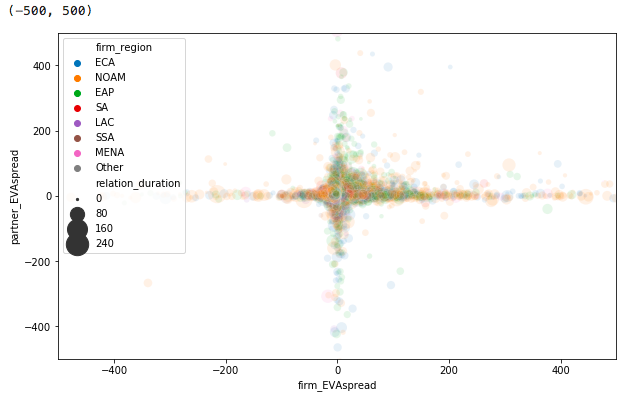 (−500, 500)
firm_region
ECA
NOAM
EAP
SA
LAC
SSA
MENA
Other
relation_duration
0
80
160
240
400
200
0
−200
−400
partner_EVAspread
−400
−200
0
200
400
firm_EVAspread